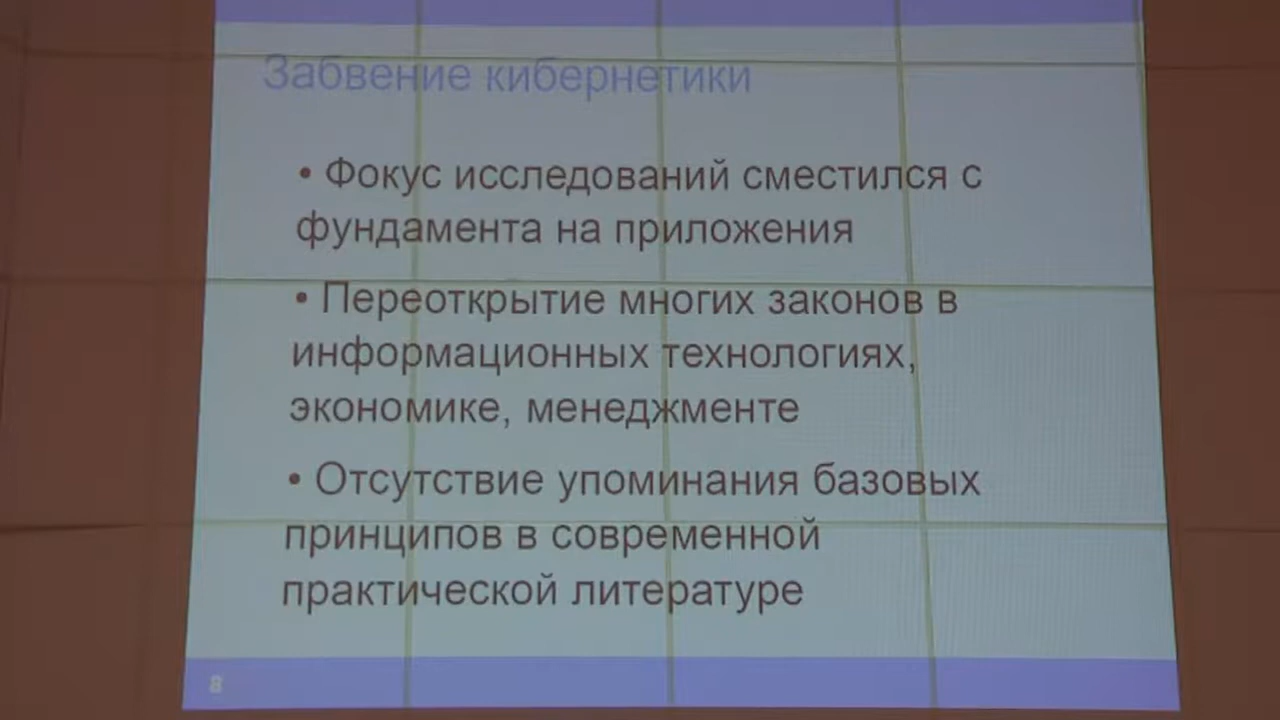 Забвение кибернетики
• Фокус исследований сместился с
фундамента на приложения
• Переоткрытие многих законов в
информационных технологиях,
экономике, менеджменте
• Отсутствие упоминания базовых
принципов в современной
практической литературе
8